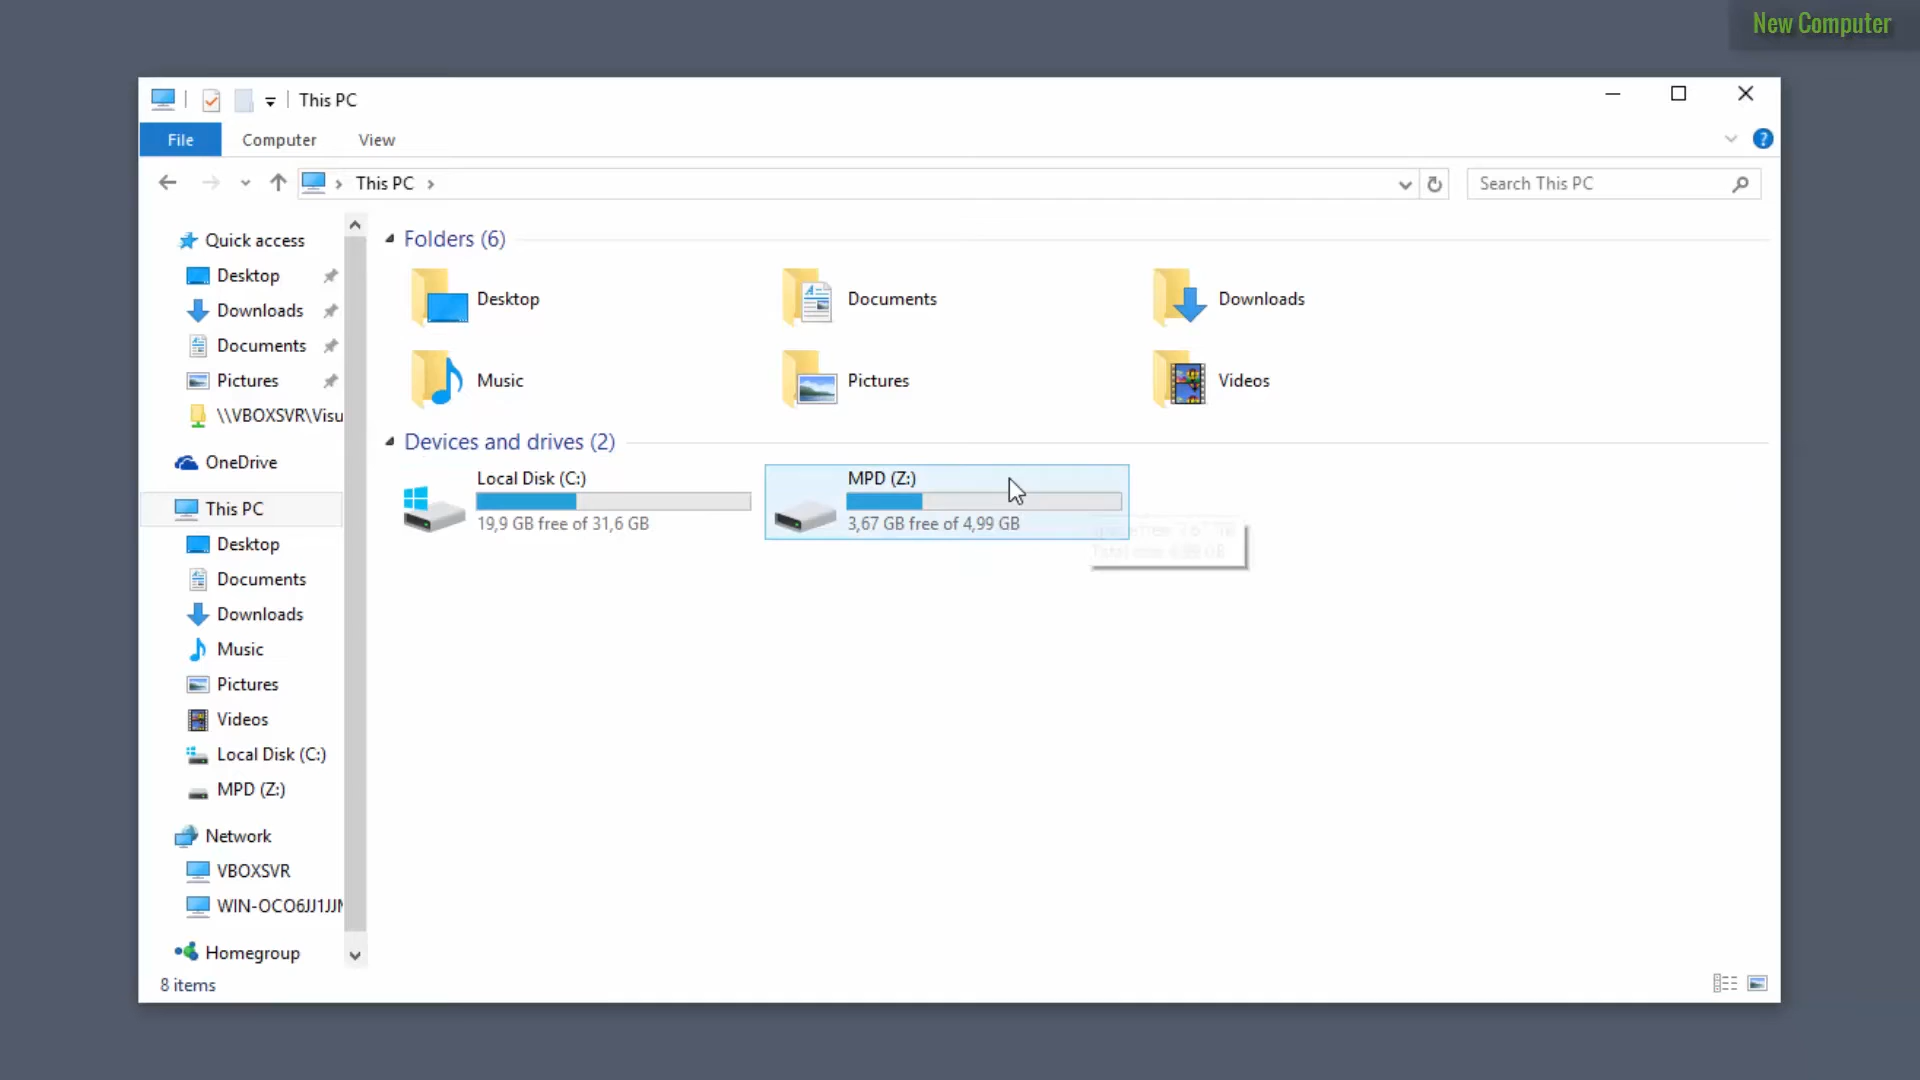 New Computer
This PC
File Computer View
This PC
Search This PC
Quick access
Desktop
Downloads
Documents
Pictures
\\VBOXSVR\Visu
OneDrive
This PC
Desktop
Documents
Downloads
Music
Pictures
Videos
Local Disk (C:)
MPD (Z:)
Network
VBOXSVR
WIN-OCO6JJ1JJM
Homegroup
Folders (6)
Desktop
Documents
Downloads
Music
Pictures
Videos
Devices and drives (2)
Local Disk (C:)
19,9 GB free of 31,6 GB
MPD (Z:)
3,67 GB free of 4,99 GB
8 items